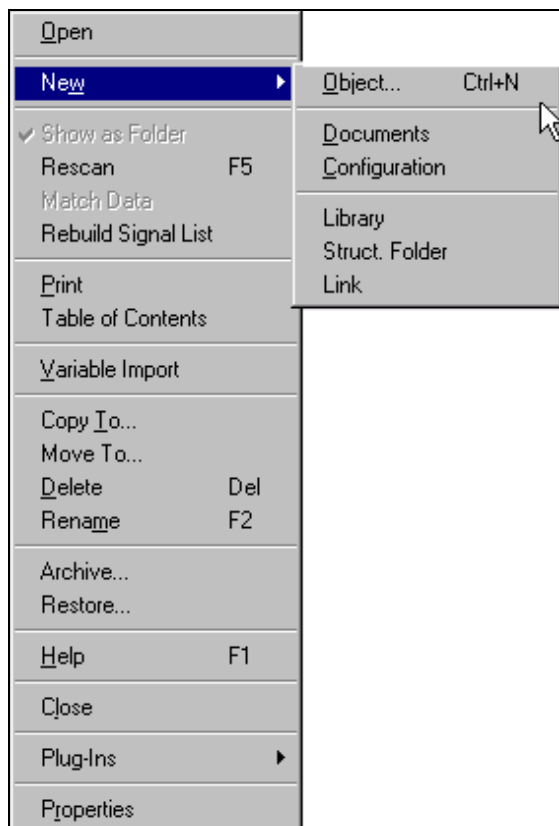 Open
New
Object... Ctrl+N
Show as Folder
Documents
Rescan F5
Configuration
Match Data
Rebuild Signal List
Library
Struct. Folder
Print
Link
Table of Contents
Variable Import
Copy To...
Move To...
Delete Del
Rename F2
Archive...
Restore...
Help F1
Close
Plug-Ins
Properties